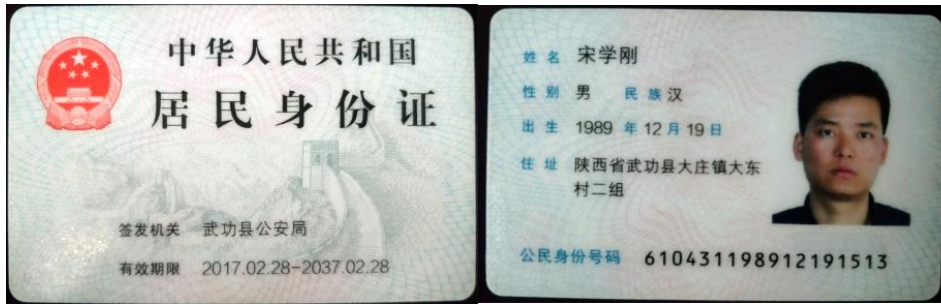 中华人民共和国
居民身份证
签发机关 武功县公安局
有效期限 2017.02.28-2037.02.28
姓名 宋学刚
性别 男 民族 汉
出生 1989 年 12 月 19 日
住址 陕西省武功县大庄镇大东
村二组
公民身份号码 610431198912191513